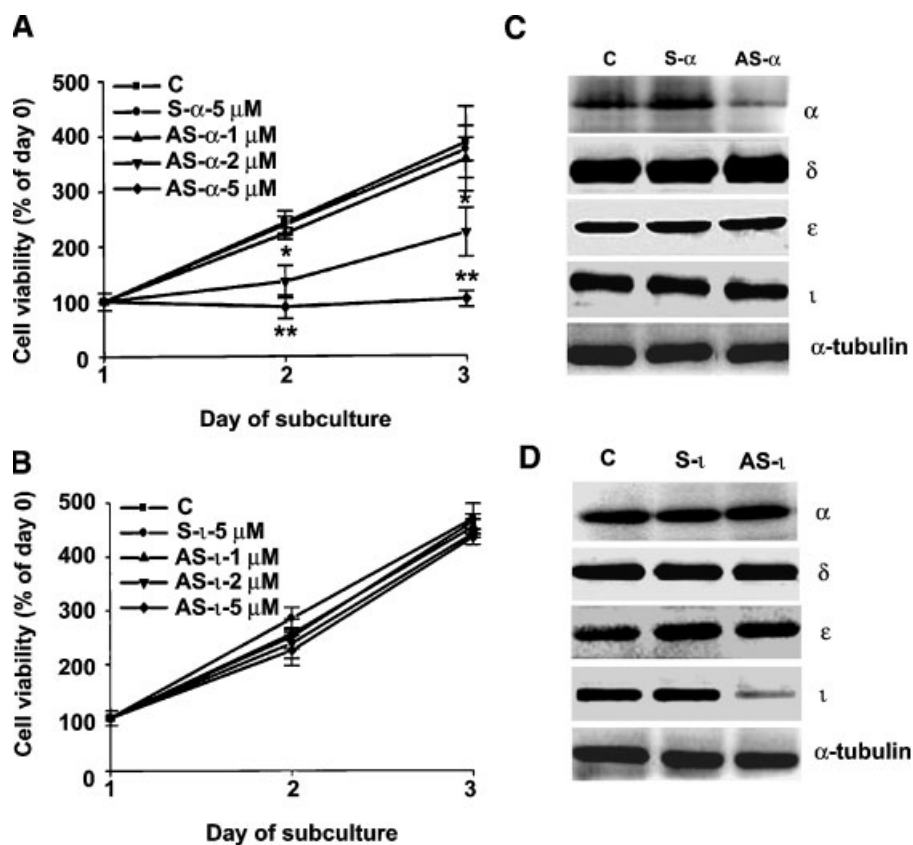 A
Cell viability (% of day 0)
500
400
300
200
100
0
C
S-α-5 μM
AS-α-1 μM
AS-α-2 μM
AS-α-5 μM
*
**
*
**
1 2 3
Day of subculture
B
Cell viability (% of day 0)
500
400
300
200
100
0
C
S-ι-5 μM
AS-ι-1 μM
AS-ι-2 μM
AS-ι-5 μM
1 2 3
Day of subculture
C
C S-α AS-α
α
δ
ε
ι
α-tubulin
D
C S-ι AS-ι
α
δ
ε
ι
α-tubulin